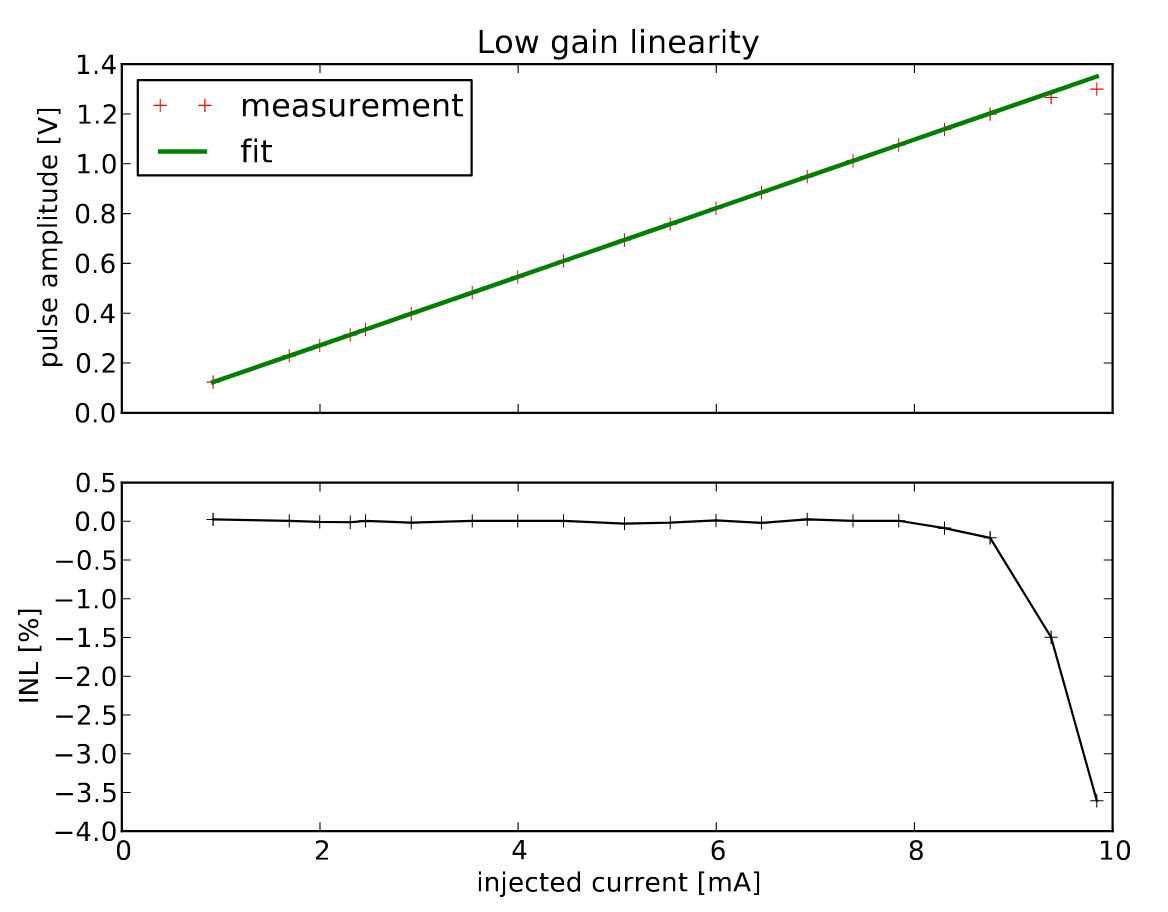 Low gain linearity
1.4
1.2
1.0
0.8
0.6
0.4
0.2
0.0
pulse amplitude [V]
measurement
fit
0.5
0.0
−0.5
−1.0
−1.5
−2.0
−2.5
−3.0
−3.5
−4.0
INL [%]
0 2 4 6 8 10
injected current [mA]